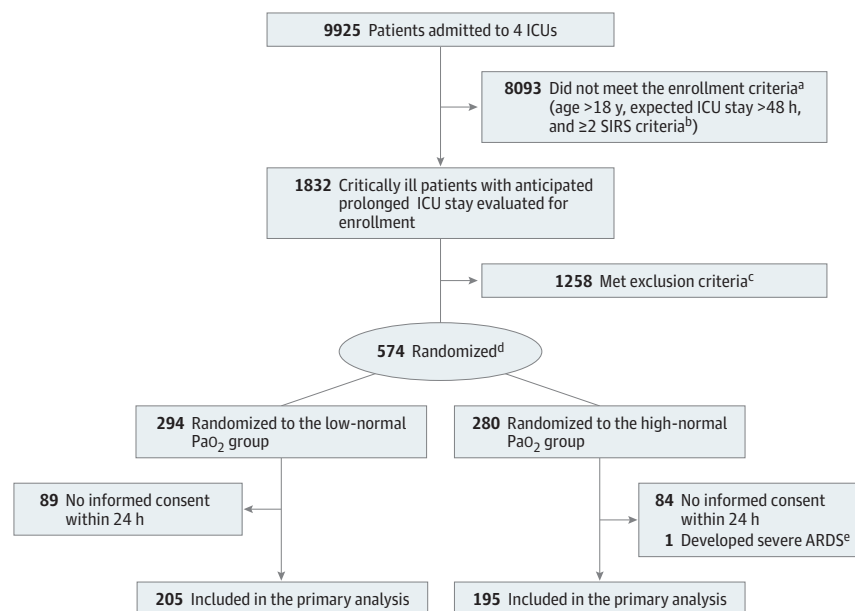 9925 Patients admitted to 4 ICUs
8093 Did not meet the enrollment criteriaᵃ
(age >18 y, expected ICU stay >48 h,
and ≥2 SIRS criteriaᵇ)
1832 Critically ill patients with anticipated
prolonged ICU stay evaluated for
enrollment
1258 Met exclusion criteriaᶜ
574 Randomizedᵈ
294 Randomized to the low-normal
PaO₂ group
280 Randomized to the high-normal
PaO₂ group
89 No informed consent
within 24 h
84 No informed consent
within 24 h
1 Developed severe ARDSᵉ
205 Included in the primary analysis
195 Included in the primary analysis